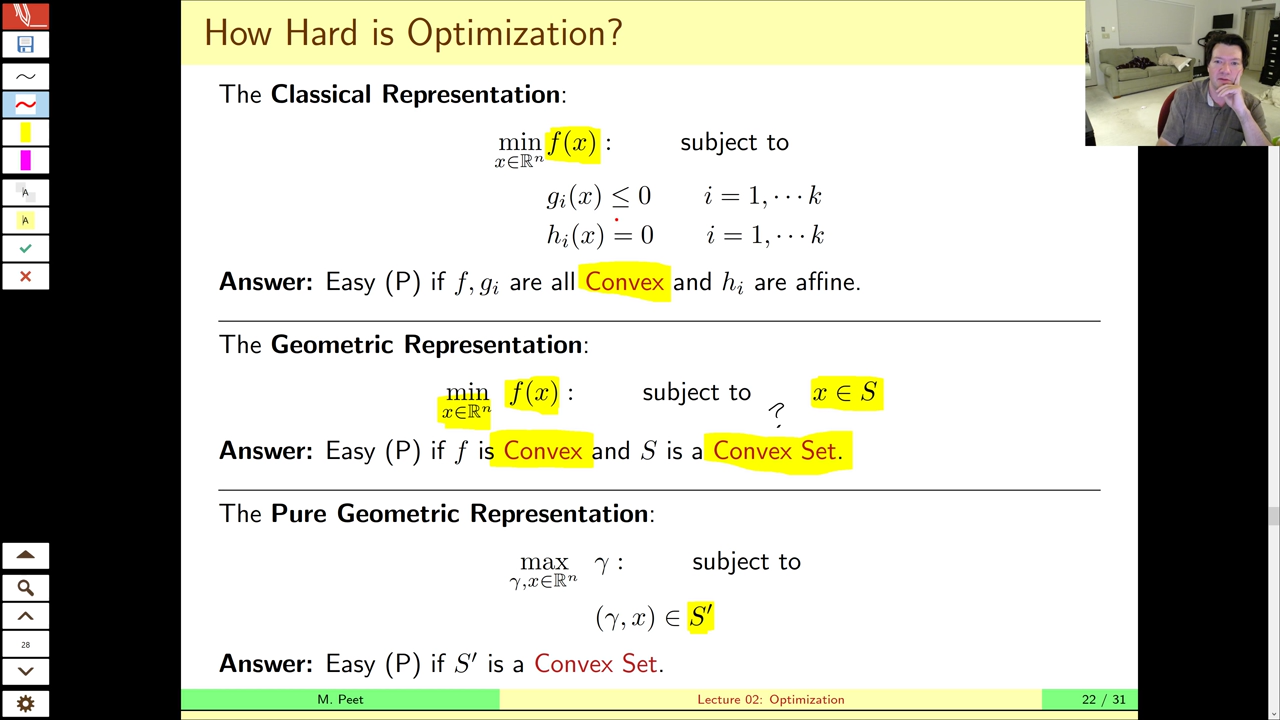 How Hard is Optimization?
The Classical Representation:
min f(x) : subject to
x∈ℝⁿ
gᵢ(x) ≤ 0 i = 1, ⋯ k
hᵢ(x) = 0 i = 1, ⋯ k
Answer: Easy (P) if f, gᵢ are all Convex and hᵢ are affine.
The Geometric Representation:
min f(x) : subject to x ∈ S
x∈ℝⁿ
?
Answer: Easy (P) if f is Convex and S is a Convex Set.
The Pure Geometric Representation:
max γ : subject to
γ,x∈ℝⁿ
(γ, x) ∈ S′
Answer: Easy (P) if S′ is a Convex Set.
M. Peet Lecture 02: Optimization 22 / 31
A
A
28